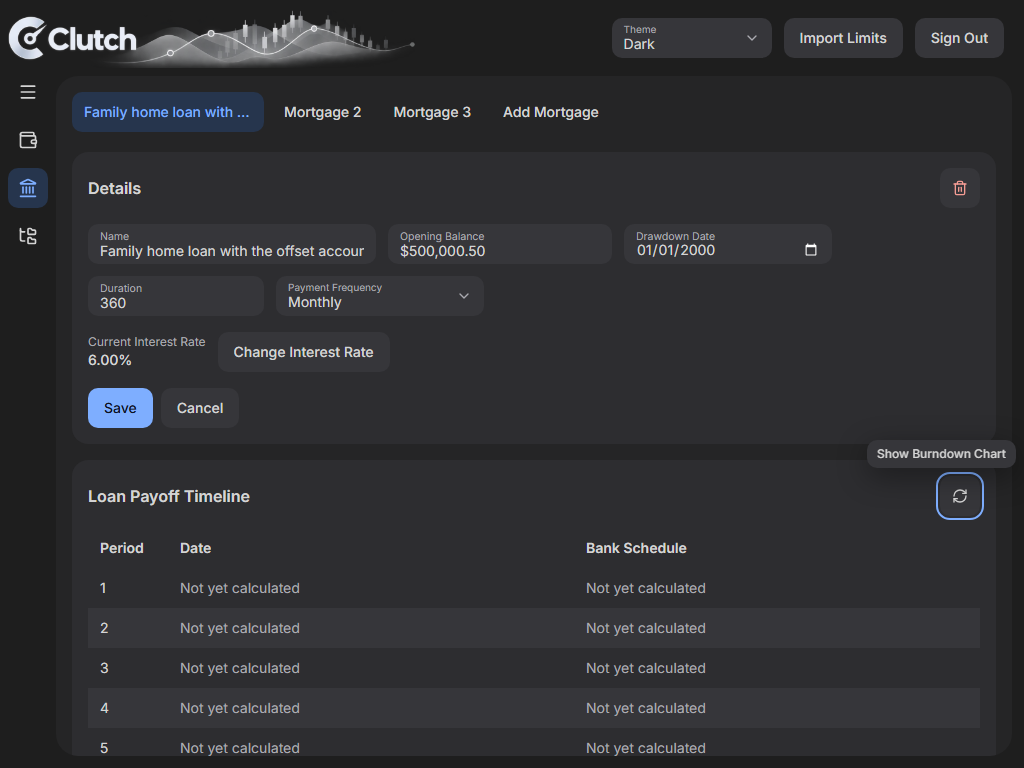 Clutch
Theme
Dark
Import Limits
Sign Out
Family home loan with ...
Mortgage 2
Mortgage 3
Add Mortgage
Details
Name
Family home loan with the offset accour
Opening Balance
$500,000.50
Drawdown Date
01/01/2000
Duration
360
Payment Frequency
Monthly
Current Interest Rate
6.00%
Change Interest Rate
Save
Cancel
Show Burndown Chart
Loan Payoff Timeline
Period Date Bank Schedule
1 Not yet calculated Not yet calculated
2 Not yet calculated Not yet calculated
3 Not yet calculated Not yet calculated
4 Not yet calculated Not yet calculated
5 Not yet calculated Not yet calculated